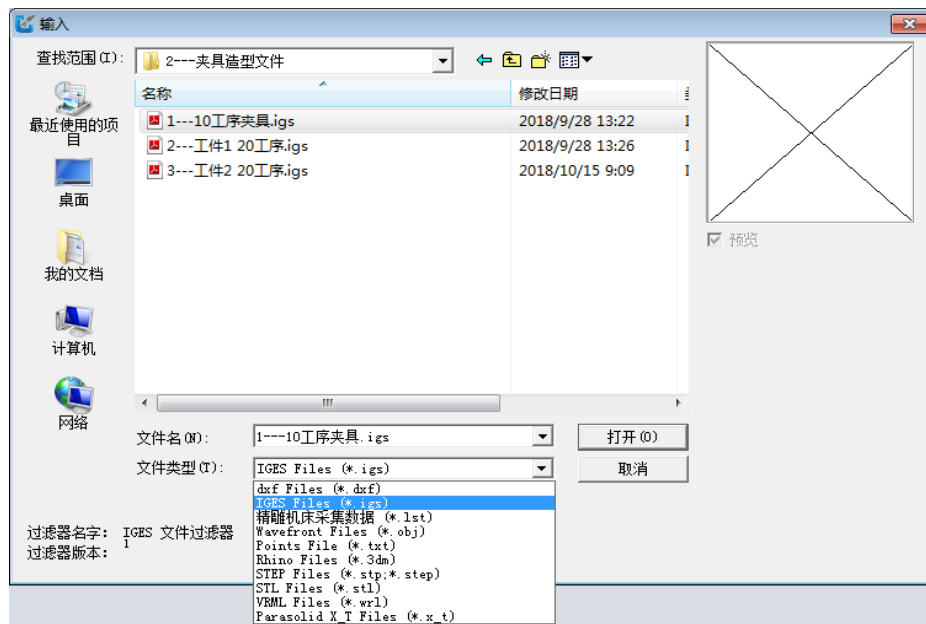 输入
查找范围(I):
2---夹具造型文件
名称
修改日期
最近使用的项目
1---10工序夹具.igs
2018/9/28 13:22
2---工件1 20工序.igs
2018/9/28 13:26
3---工件2 20工序.igs
2018/10/15 9:09
桌面
预览
我的文档
计算机
网络
文件名(N):
1---10工序夹具.igs
打开(O)
文件类型(T):
IGES Files (*.igs)
取消
dxf Files (*.dxf)
IGES Files (*.igs)
精雕机床采集数据 (*.lst)
Wavefront Files (*.obj)
Points File (*.txt)
Rhino Files (*.3dm)
STEP Files (*.stp;*.step)
STL Files (*.stl)
VRML Files (*.wrl)
Parasolid X_T Files (*.x_t)
过滤器名字: IGES 文件过滤器
过滤器版本: 1